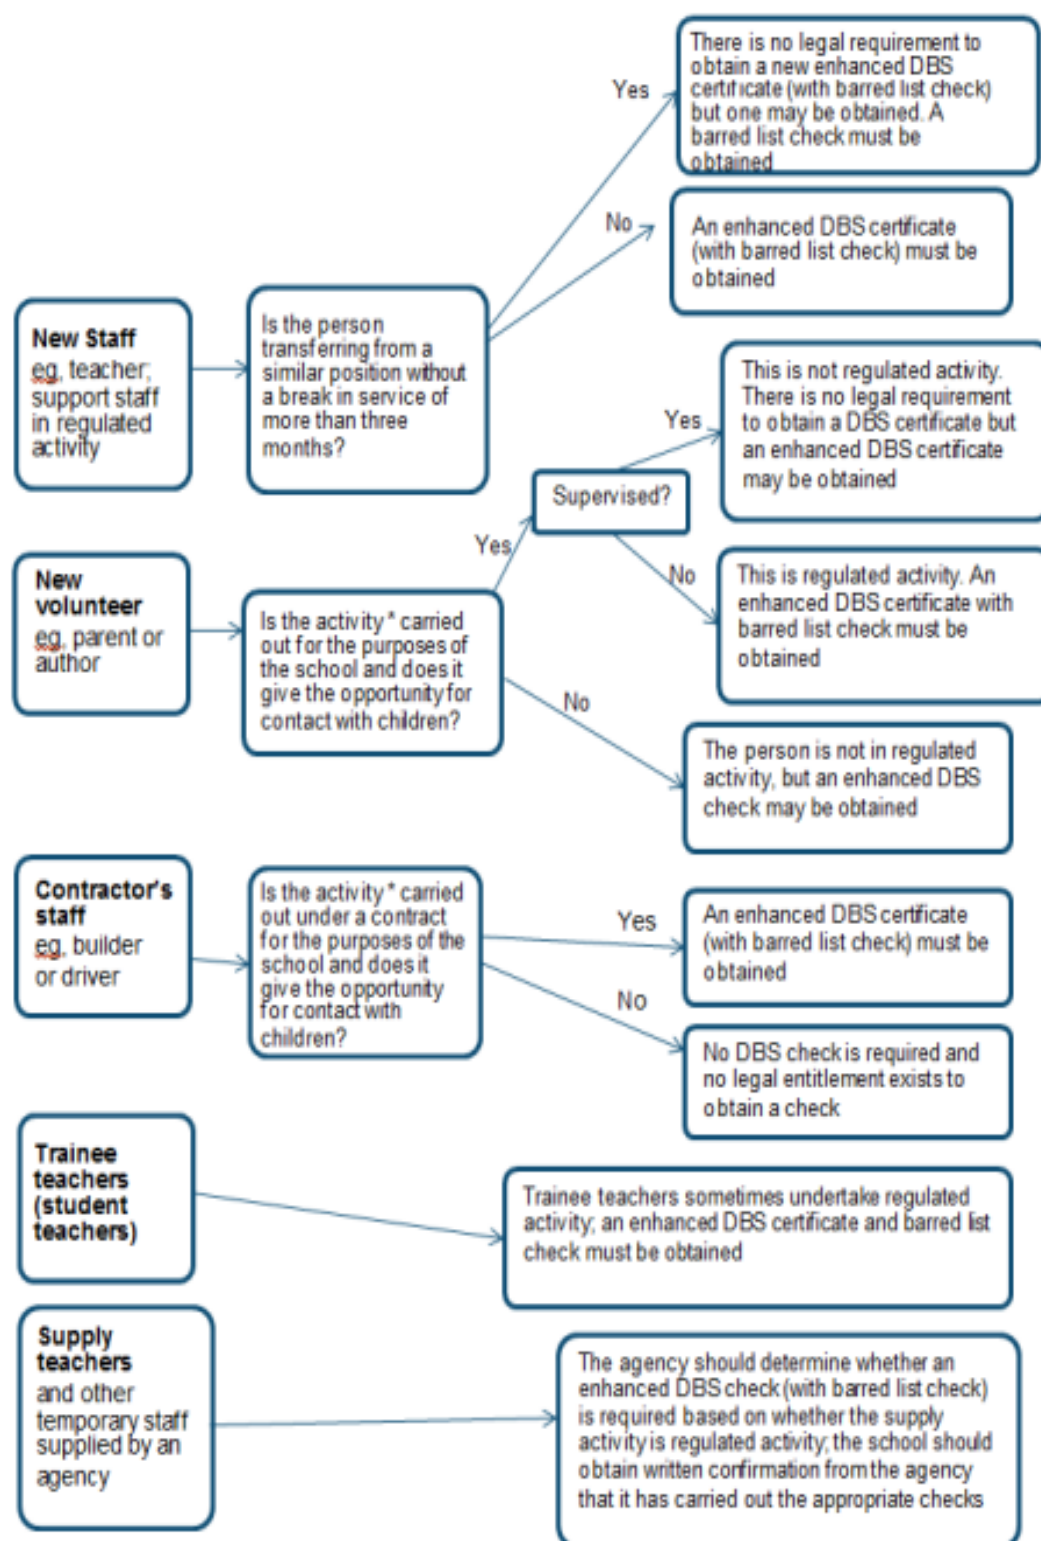 New Staff
eg, teacher;
support staff
in regulated
activity
Is the person
transferring from a
similar position without
a break in service of
more than three
months?
Yes
There is no legal requirement to
obtain a new enhanced DBS
certificate (with barred list check)
but one may be obtained. A
barred list check must be
obtained
No
An enhanced DBS certificate
(with barred list check) must be
obtained
New
volunteer
eg, parent or
author
Is the activity * carried
out for the purposes of
the school and does it
give the opportunity for
contact with children?
Yes
Supervised?
Yes
This is not regulated activity.
There is no legal requirement
to obtain a DBS certificate but
an enhanced DBS certificate
may be obtained
No
This is regulated activity. An
enhanced DBS certificate with
barred list check must be
obtained
No
The person is not in regulated
activity, but an enhanced DBS
check may be obtained
Contractor's
staff
eg, builder
or driver
Is the activity * carried
out under a contract
for the purposes of the
school and does it
give the opportunity
for contact with
children?
Yes
An enhanced DBS certificate
(with barred list check) must be
obtained
No
No DBS check is required and
no legal entitlement exists to
obtain a check
Trainee
teachers
(student
teachers)
Trainee teachers sometimes undertake regulated
activity; an enhanced DBS certificate and barred list
check must be obtained
Supply
teachers
and other
temporary staff
supplied by an
agency
The agency should determine whether an
enhanced DBS check (with barred list check)
is required based on whether the supply
activity is regulated activity; the school should
obtain written confirmation from the agency
that it has carried out the appropriate checks